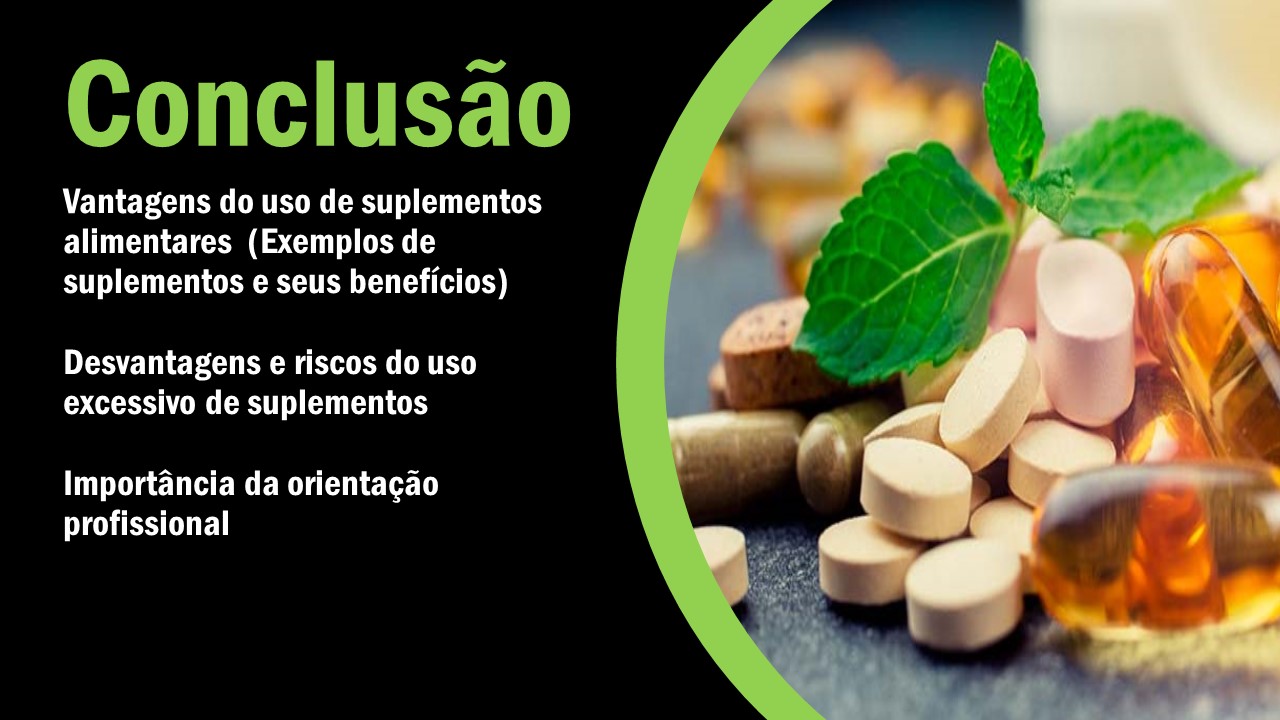 Conclusão
Vantagens do uso de suplementos
alimentares  (Exemplos de
suplementos e seus benefícios)
Desvantagens e riscos do uso
excessivo de suplementos
Importância da orientação
profissional